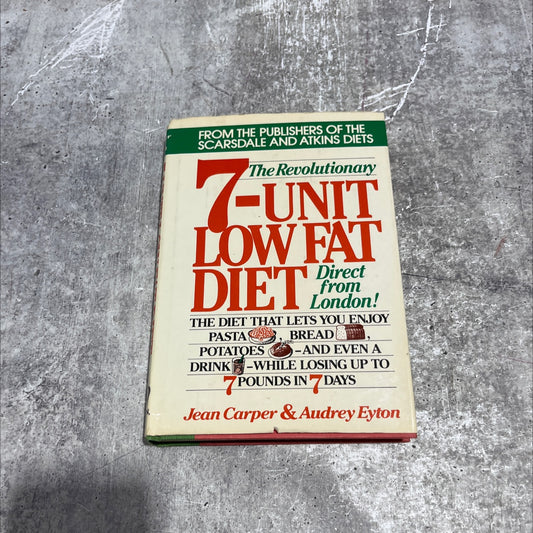 FROM THE PUBLISHERS OF THE
SCARSDALE AND ATKINS DIETS
The Revolutionary
7-UNIT
LOW FAT
DIET
Direct
from
London!
THE DIET THAT LETS YOU ENJOY
PASTA, BREAD,
POTATOES-AND EVEN A
DRINK-WHILE LOSING UP TO
7 POUNDS IN 7 DAYS
Jean Carper & Audrey Eyton